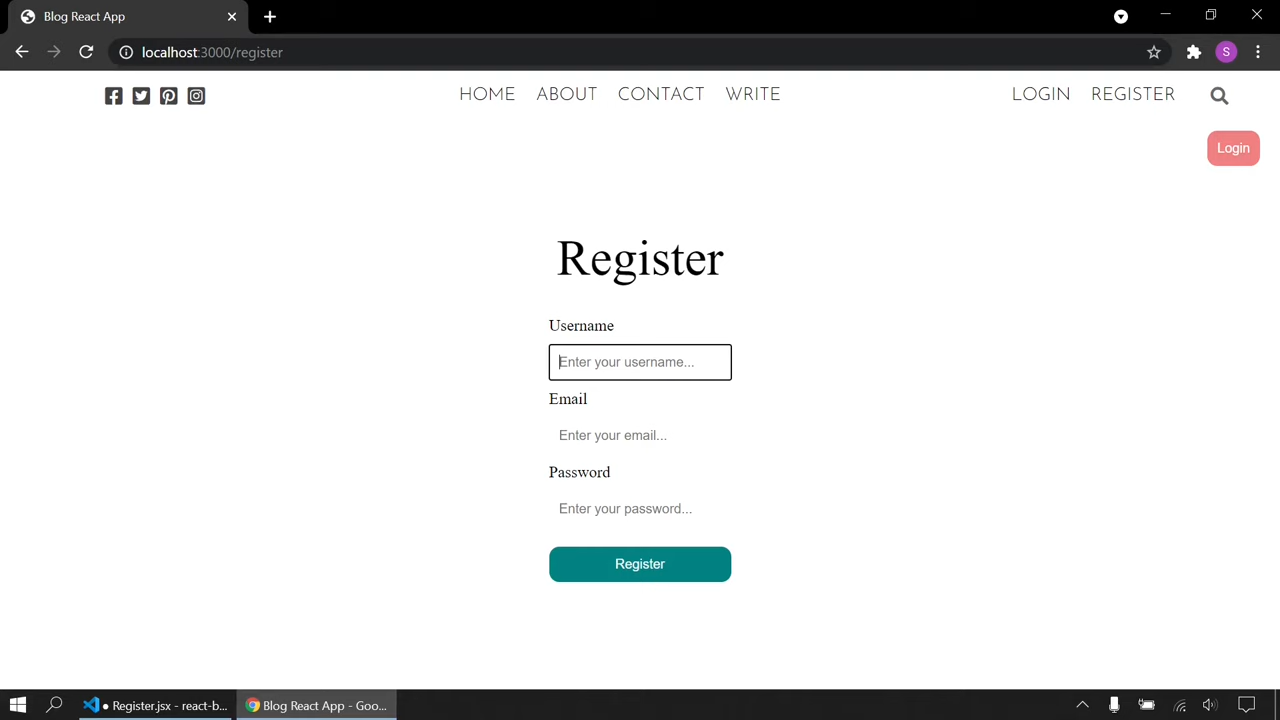 Blog React App
localhost:3000/register
S
HOME ABOUT CONTACT WRITE LOGIN REGISTER
Login
Register
Username
Enter your username...
Email
Enter your email...
Password
Enter your password...
Register
● Register.jsx - react-b... Blog React App - Goo...